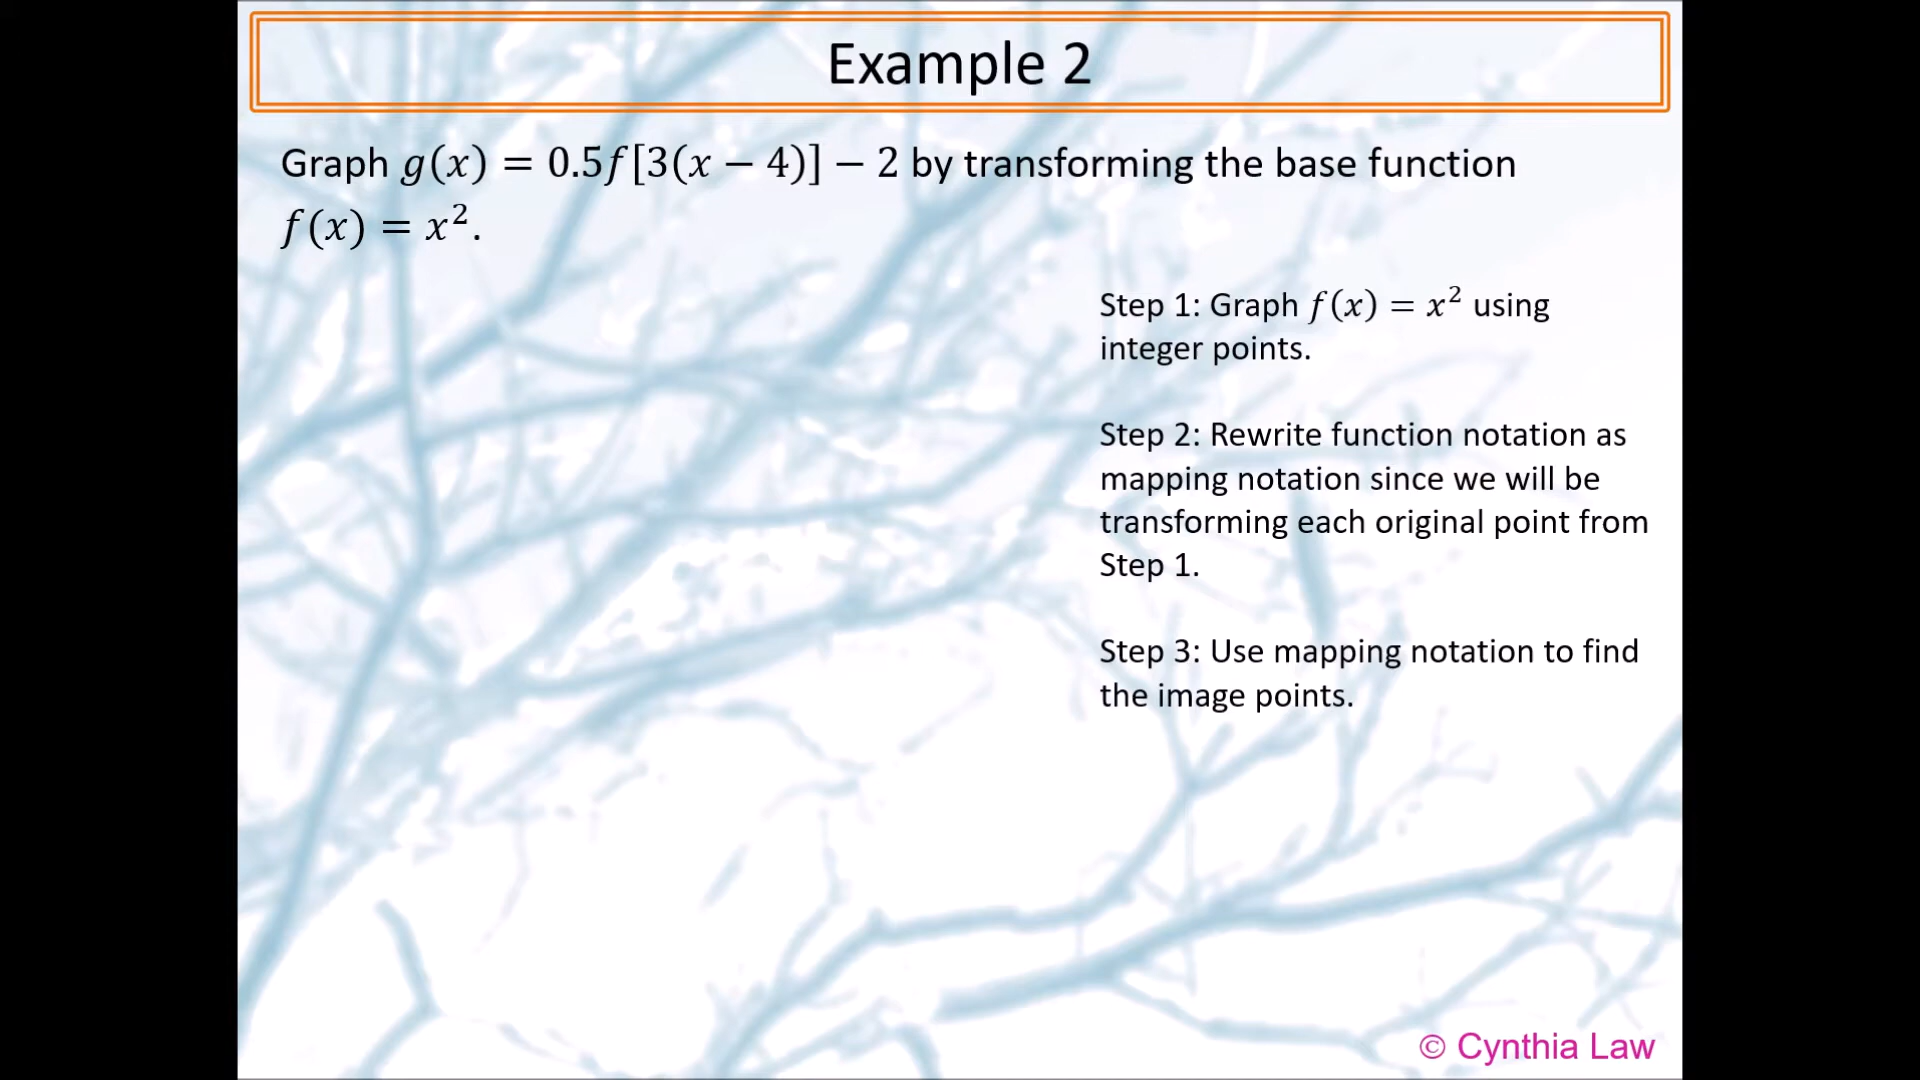 Example 2
Graph g(x) = 0.5f[3(x − 4)] − 2 by transforming the base function
f(x) = x².
Step 1: Graph f(x) = x² using
integer points.
Step 2: Rewrite function notation as
mapping notation since we will be
transforming each original point from
Step 1.
Step 3: Use mapping notation to find
the image points.
© Cynthia Law